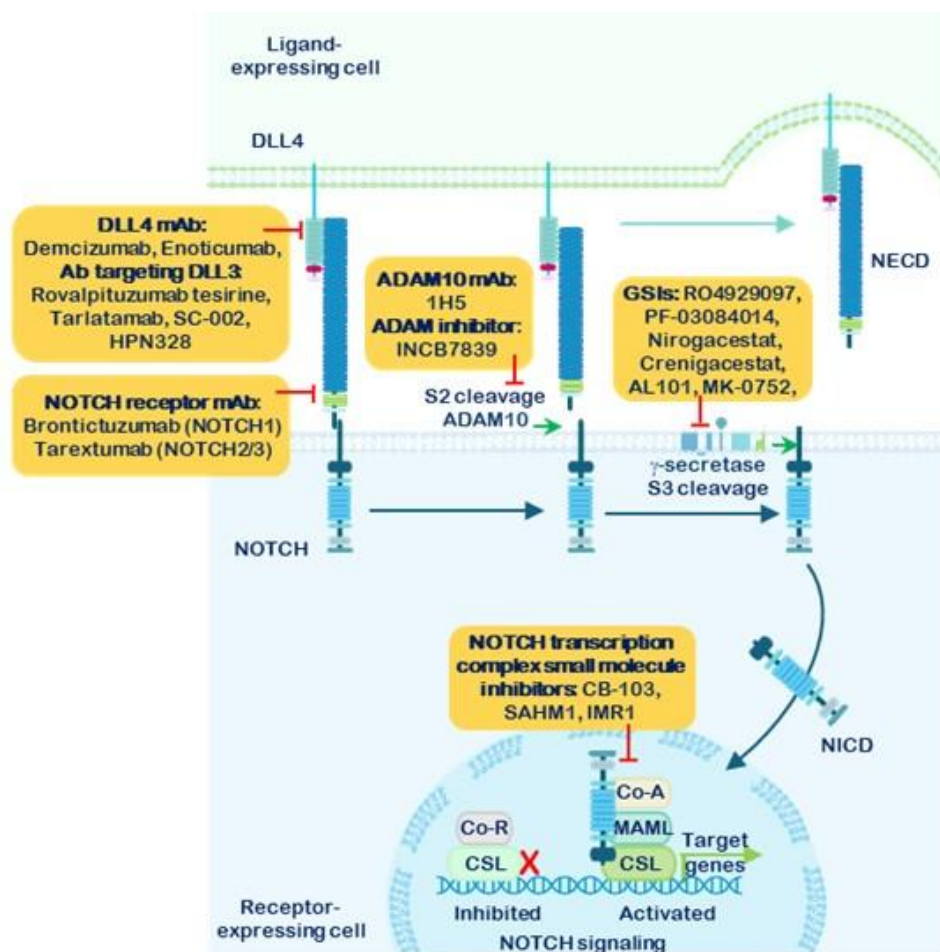 Ligand-
expressing cell
DLL4
DLL4 mAb:
Demcizumab, Enoticumab,
Ab targeting DLL3:
Rovalpituzumab tesirine,
Tarlatamab, SC-002,
HPN328
ADAM10 mAb:
1H5
ADAM inhibitor:
INCB7839
GSIs: RO4929097,
PF-03084014,
Nirogacestat,
Crenigacestat,
AL101, MK-0752,
NECD
NOTCH receptor mAb:
Brontictuzumab (NOTCH1)
Tarextumab (NOTCH2/3)
S2 cleavage
ADAM10
γ-secretase
S3 cleavage
NOTCH
NOTCH transcription
complex small molecule
inhibitors: CB-103,
SAHM1, IMR1
NICD
Co-R
CSL
X
Co-A
MAML
CSL
Target
genes
Inhibited
Activated
NOTCH signaling
Receptor-
expressing cell